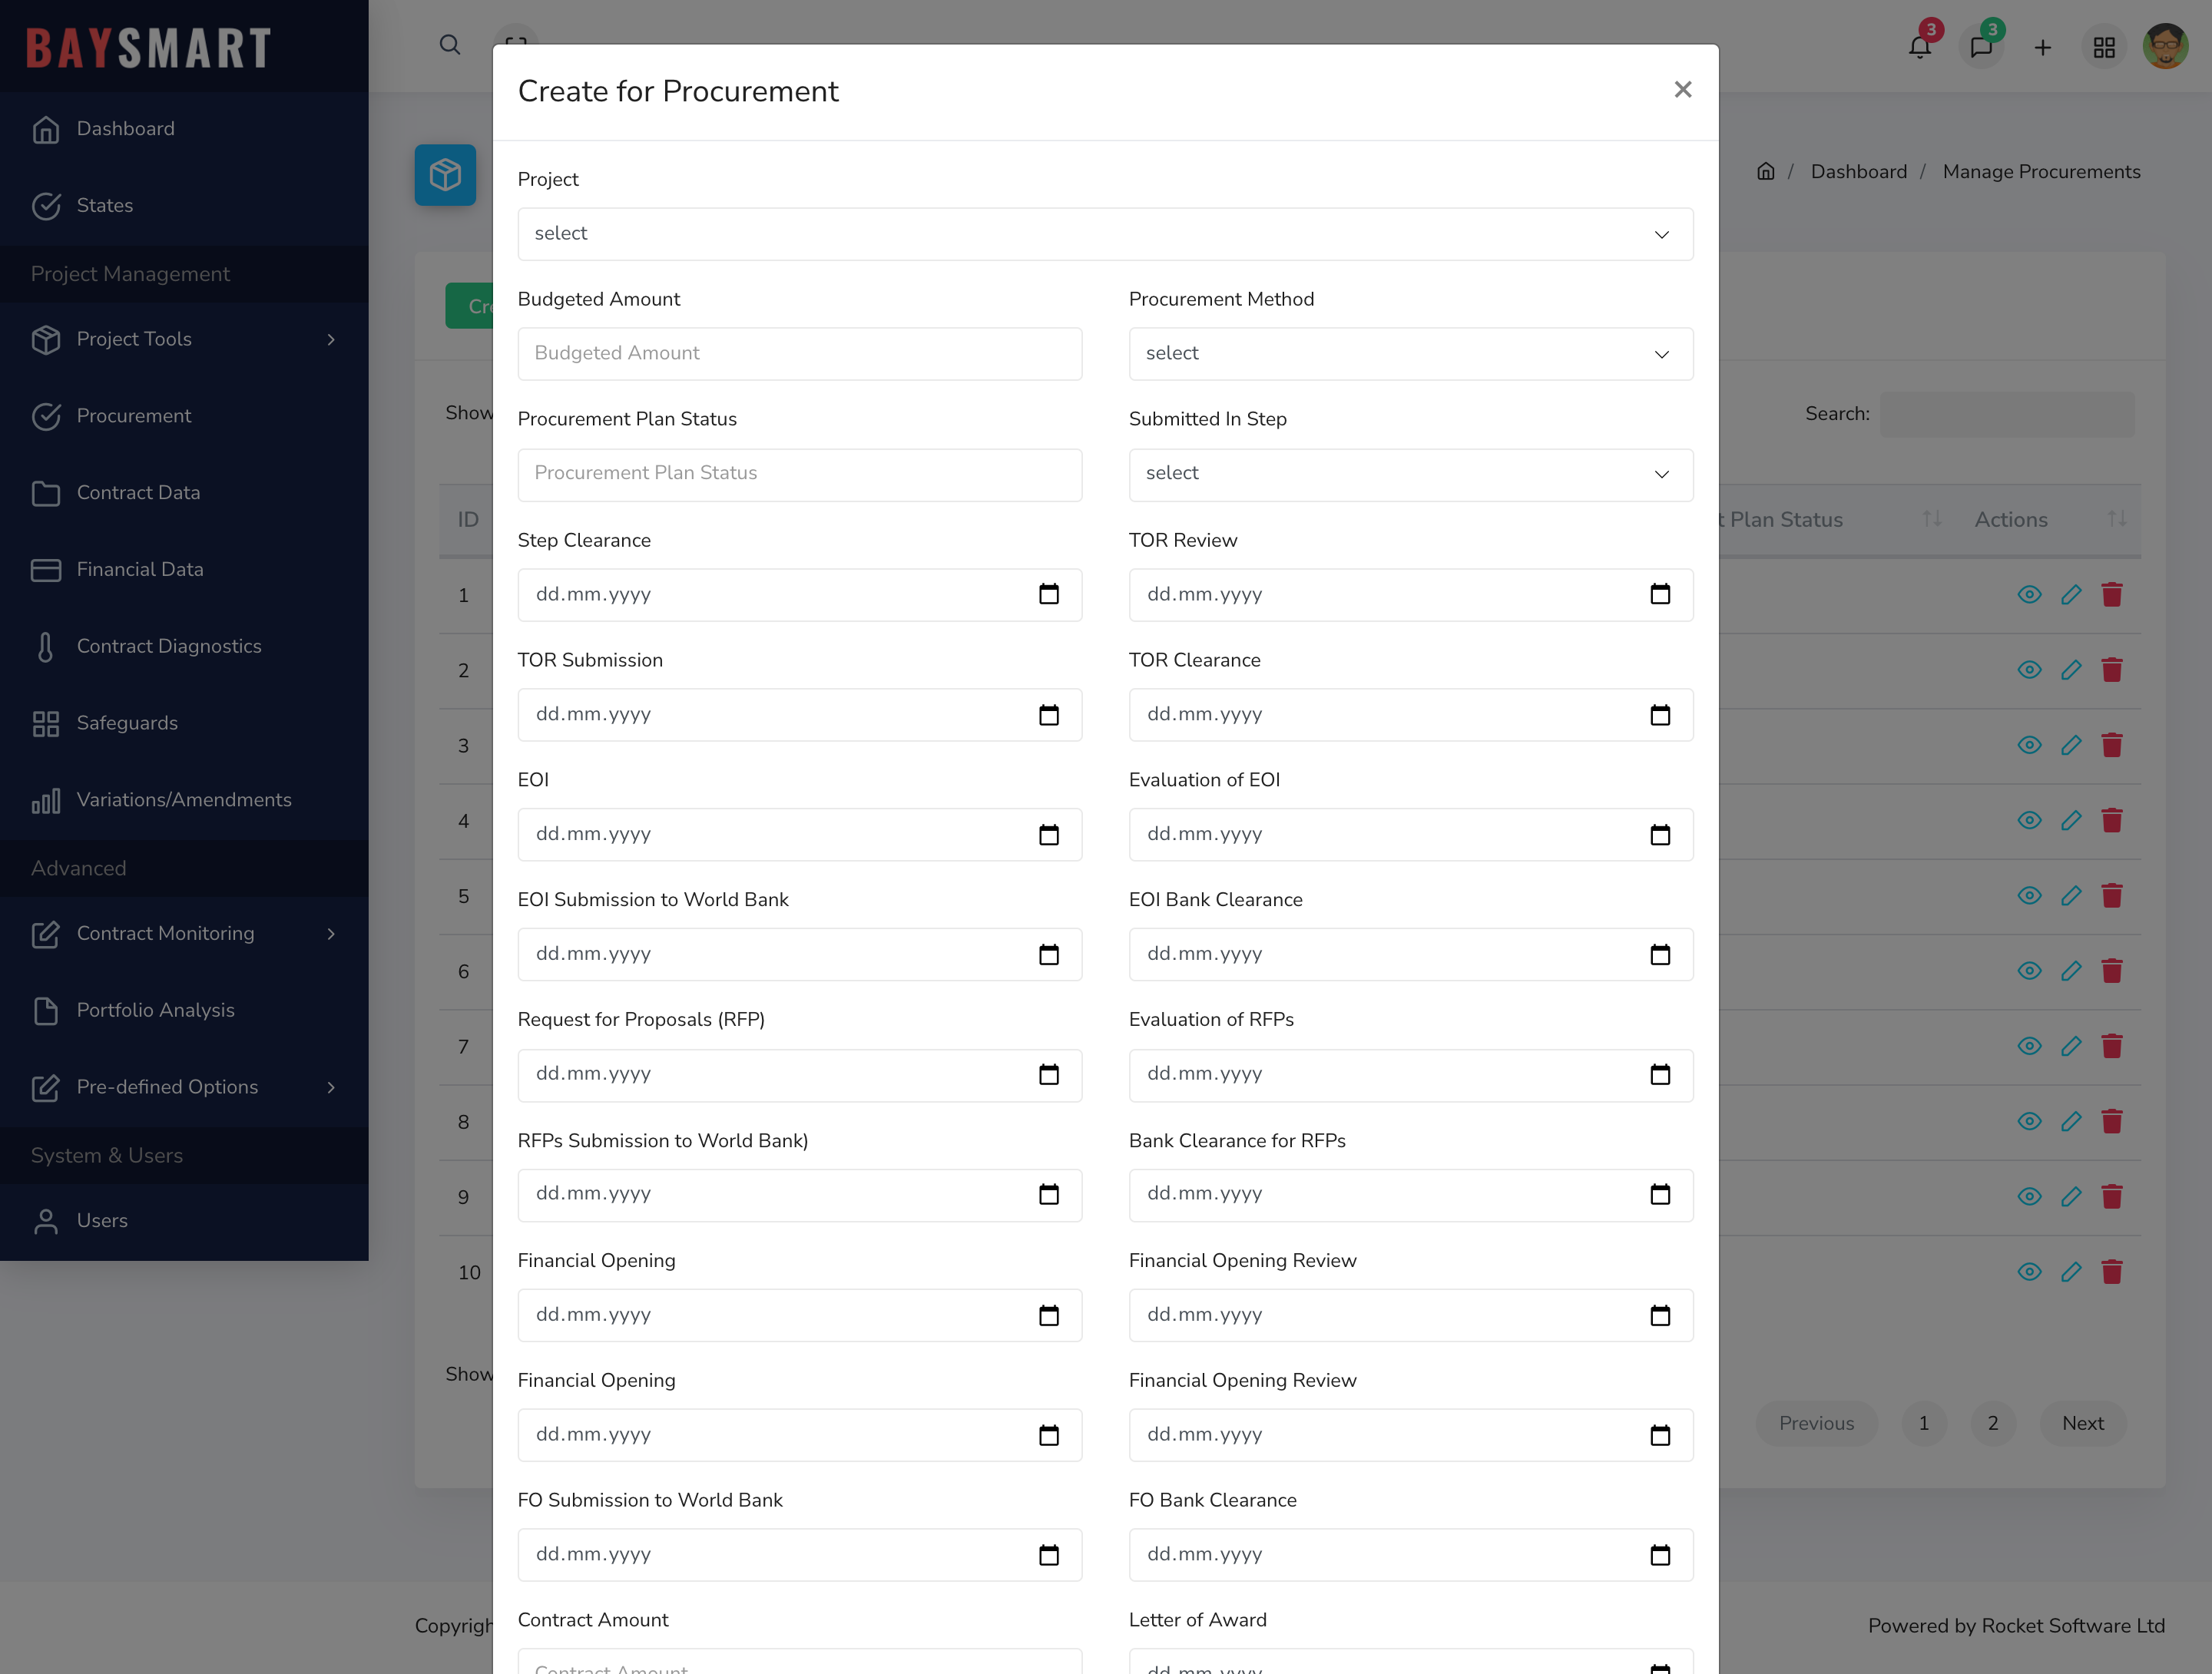 BAYSMART
3
3
Dashboard
States
Project Management
Project Tools
Procurement
Contract Data
Financial Data
Contract Diagnostics
Safeguards
Variations/Amendments
Advanced
Contract Monitoring
Portfolio Analysis
Pre-defined Options
System & Users
Users
Create for Procurement
Project
select
Budgeted Amount
Procurement Method
Budgeted Amount
select
Procurement Plan Status
Submitted In Step
Procurement Plan Status
select
Step Clearance
TOR Review
dd.mm.yyyy
dd.mm.yyyy
TOR Submission
TOR Clearance
dd.mm.yyyy
dd.mm.yyyy
EOI
Evaluation of EOI
dd.mm.yyyy
dd.mm.yyyy
EOI Submission to World Bank
EOI Bank Clearance
dd.mm.yyyy
dd.mm.yyyy
Request for Proposals (RFP)
Evaluation of RFPs
dd.mm.yyyy
dd.mm.yyyy
RFPs Submission to World Bank)
Bank Clearance for RFPs
dd.mm.yyyy
dd.mm.yyyy
Financial Opening
Financial Opening Review
dd.mm.yyyy
dd.mm.yyyy
Financial Opening
Financial Opening Review
dd.mm.yyyy
dd.mm.yyyy
FO Submission to World Bank
FO Bank Clearance
dd.mm.yyyy
dd.mm.yyyy
Contract Amount
Letter of Award
Contract Amount
dd.mm.yyyy
/ Dashboard / Manage Procurements
Cre
Show
Search:
ID
t Plan Status
Actions
1
2
3
4
5
6
7
8
9
10
Show
Previous
1
2
Next
Copyrigh
Powered by Rocket Software Ltd